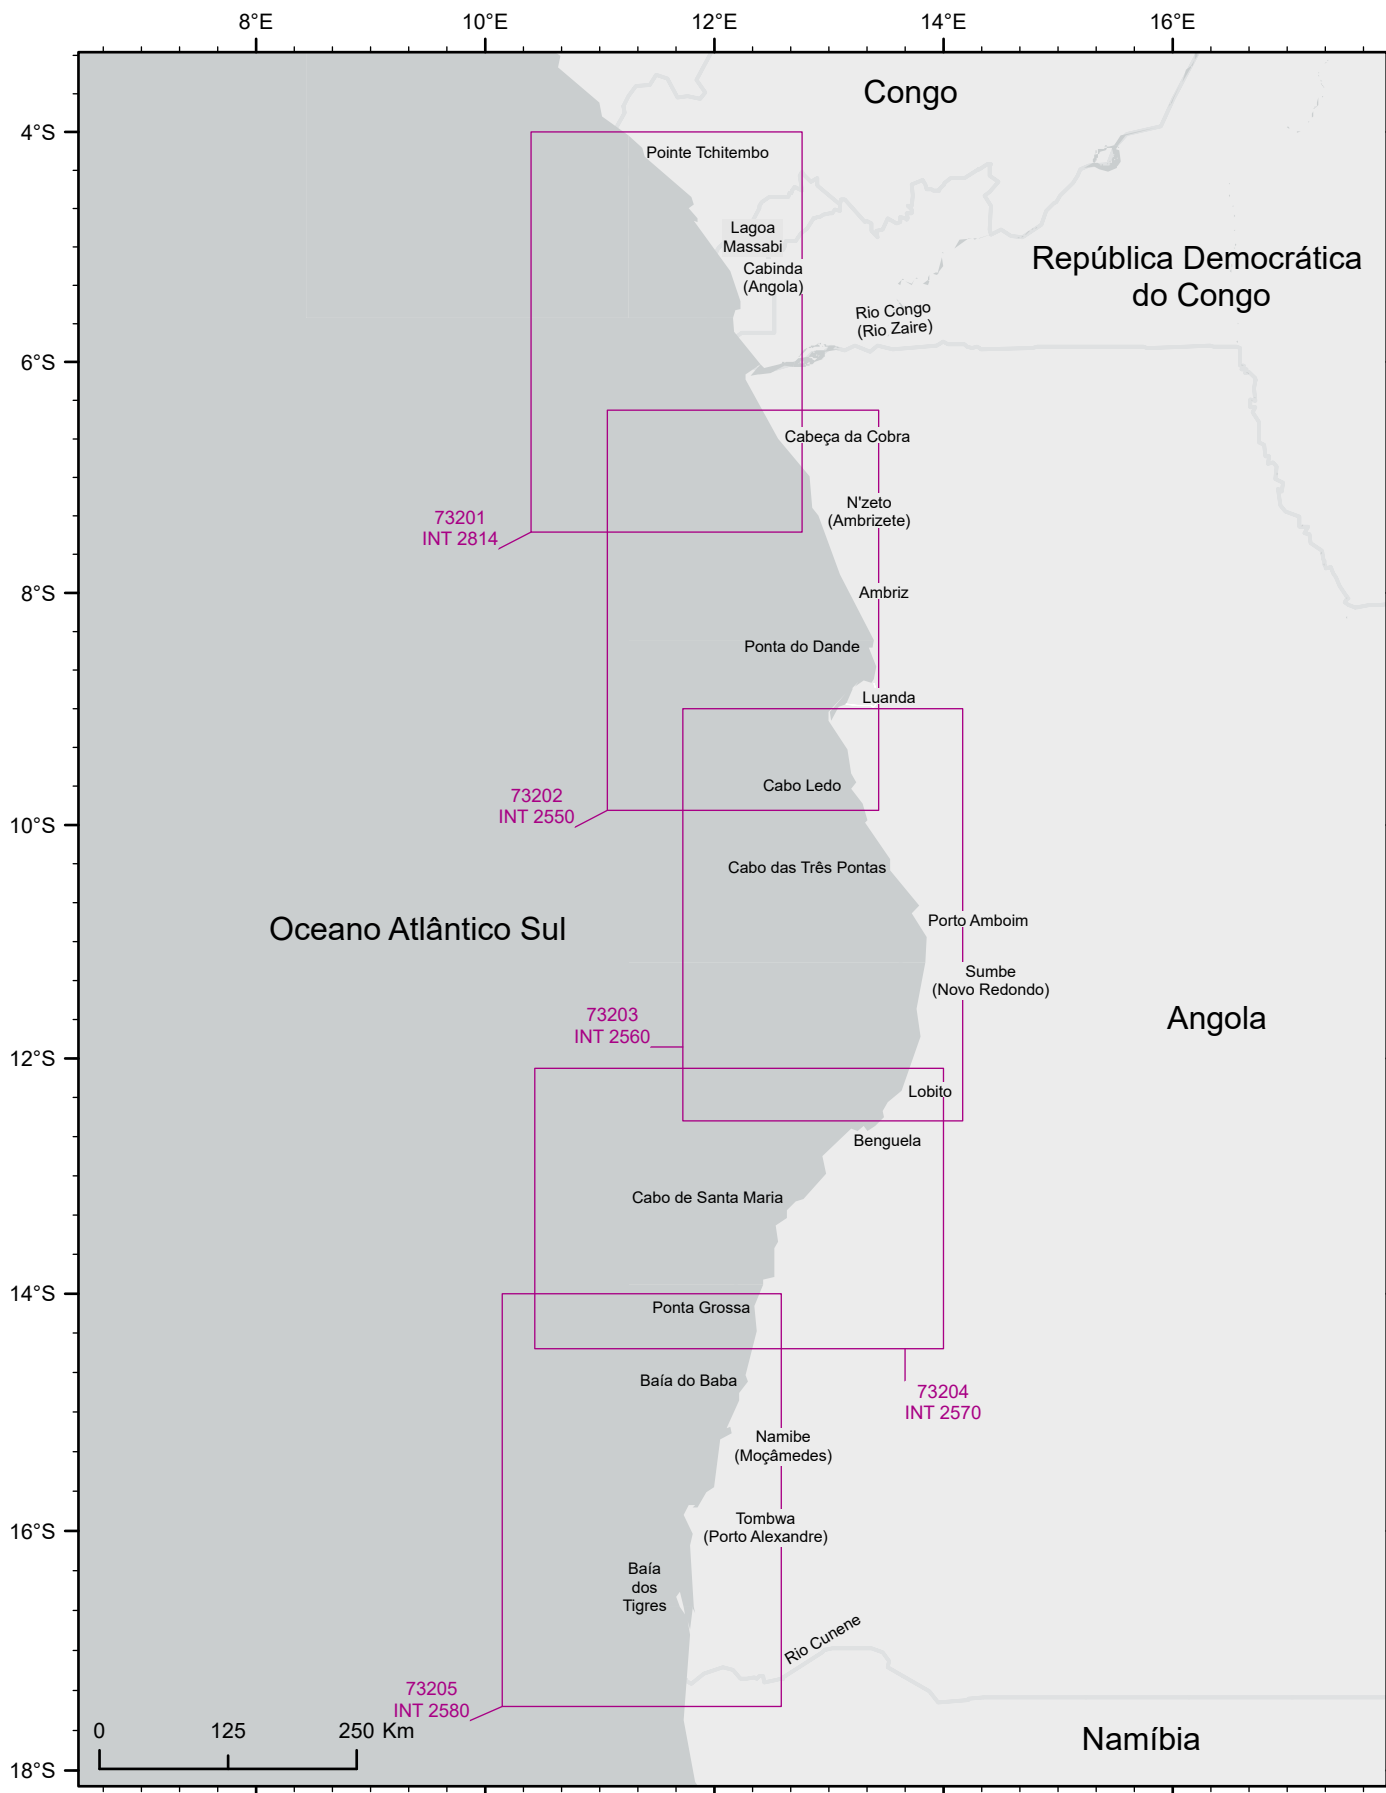 8°E
10°E
12°E
14°E
16°E
Congo
4°S
Pointe Tchitembo
Lagoa
Massabi
Cabinda
(Angola)
República Democrática
do Congo
Rio Congo
(Rio Zaire)
6°S
Cabeça da Cobra
N'zeto
(Ambrizete)
73201
INT 2814
8°S
Ambriz
Ponta do Dande
Luanda
Cabo Ledo
73202
INT 2550
10°S
Cabo das Três Pontas
Oceano Atlântico Sul
Porto Amboim
Sumbe
(Novo Redondo)
73203
INT 2560
Angola
12°S
Lobito
Benguela
Cabo de Santa Maria
14°S
Ponta Grossa
Baía do Baba
73204
INT 2570
Namibe
(Moçâmedes)
16°S
Tombwa
(Porto Alexandre)
Baía
dos
Tigres
Rio Cunene
73205
INT 2580
0
125
250 Km
Namíbia
18°S